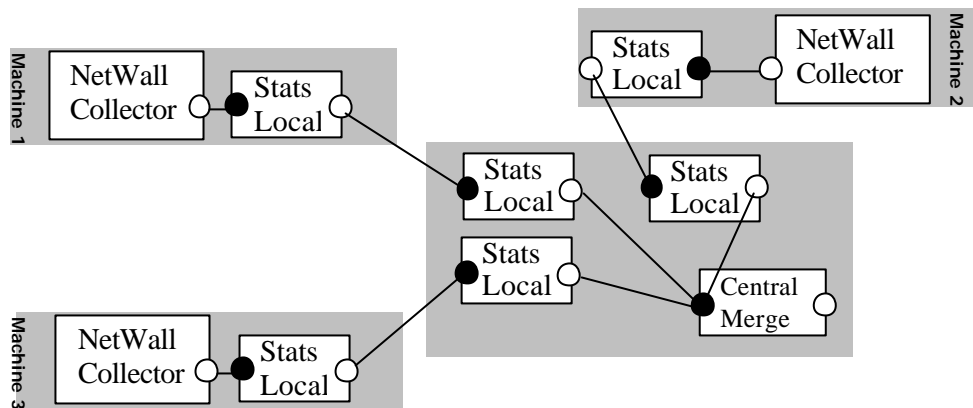 Machine 1
NetWall
Collector
Stats
Local
Stats
Local
NetWall
Collector
Machine 2
Stats
Local
Stats
Local
Stats
Local
Central
Merge
Machine 3
NetWall
Collector
Stats
Local